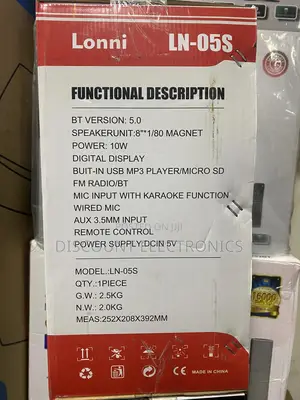 Lonni LN-05S
FUNCTIONAL DESCRIPTION
BT VERSION: 5.0
SPEAKERUNIT:8"*1/80 MAGNET
POWER: 10W
DIGITAL DISPLAY
BUIT-IN USB MP3 PLAYER/MICRO SD
FM RADIO/BT
MIC INPUT WITH KARAOKE FUNCTION
WIRED MIC
AUX 3.5MM INPUT
REMOTE CONTROL
DISCOUNT ELECTRONICS
POWER SUPPLY:DCIN 5V
MODEL.:LN-05S
QTY.:1PIECE
G.W.: 2.5KG
N.W.: 2.0KG
MEAS:252X208X392MM
MADE IN CHINA